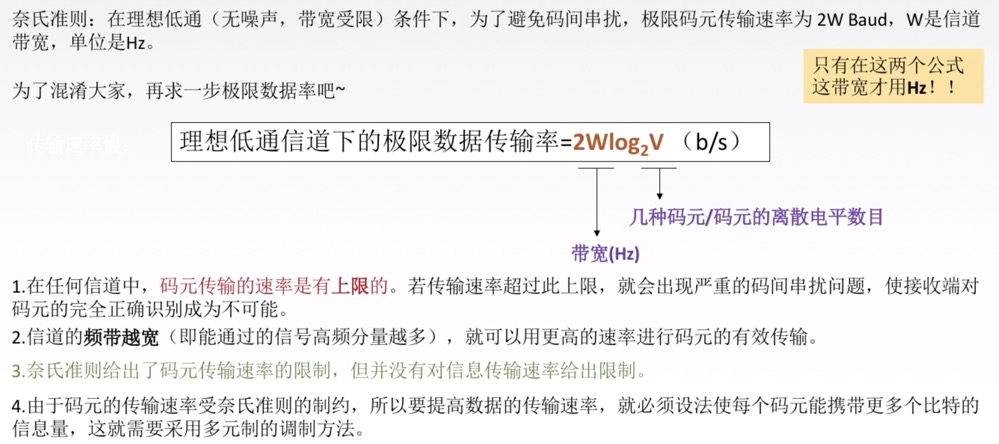 奈氏准则：在理想低通（无噪声，带宽受限）条件下，为了避免码间串扰，极限码元传输速率为 2W Baud，W是信道
带宽，单位是Hz。
只有在这两个公式
这带宽才用Hz！！
为了混淆大家，再求一步极限数据率吧~
传输速率慢：
理想低通信道下的极限数据传输率=2Wlog₂V （b/s）
几种码元/码元的离散电平数目
带宽(Hz)
1.在任何信道中，码元传输的速率是有上限的。若传输速率超过此上限，就会出现严重的码间串扰问题，使接收端对
码元的完全正确识别成为不可能。
2.信道的频带越宽（即能通过的信号高频分量越多），就可以用更高的速率进行码元的有效传输。
3.奈氏准则给出了码元传输速率的限制，但并没有对信息传输速率给出限制。
4.由于码元的传输速率受奈氏准则的制约，所以要提高数据的传输速率，就必须设法使每个码元能携带更多个比特的
信息量，这就需要采用多元制的调制方法。